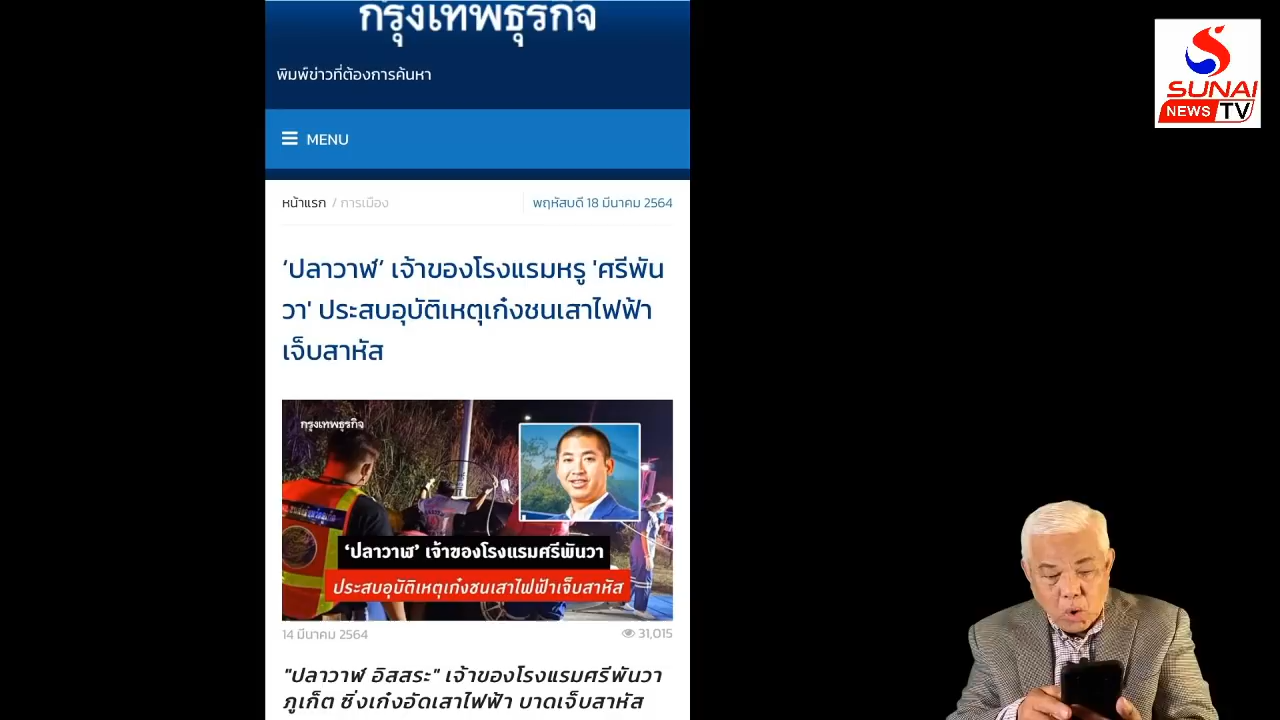 กรุงเทพธุรกิจ
พิมพ์ข่าวที่ต้องการค้นหา
MENU
หน้าแรก / การเมือง
พฤหัสบดี 18 มีนาคม 2564
‘ปลาวาฬ’ เจ้าของโรงแรมหรู 'ศรีพัน
วา' ประสบอุบัติเหตุเก๋งชนเสาไฟฟ้า
เจ็บสาหัส
กรุงเทพธุรกิจ
‘ปลาวาฬ’ เจ้าของโรงแรมศรีพันวา
ประสบอุบัติเหตุเก๋งชนเสาไฟฟ้าเจ็บสาหัส
14 มีนาคม 2564
31,015
"ปลาวาฬ อิสสระ" เจ้าของโรงแรมศรีพันวา
ภูเก็ต ซิ่งเก๋งอัดเสาไฟฟ้า บาดเจ็บสาหัส
SUNAI
NEWS TV